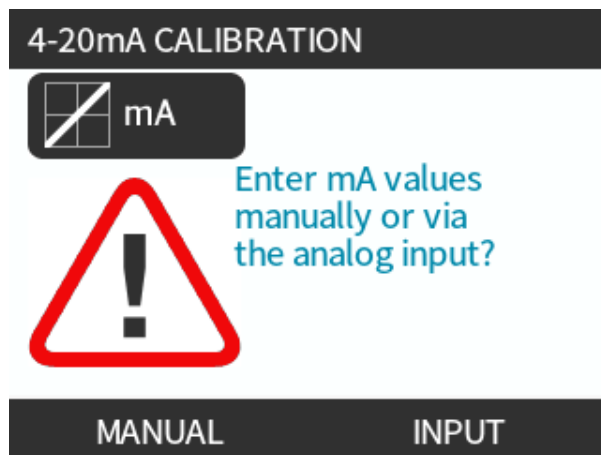 4-20mA CALIBRATION
mA
Enter mA values
manually or via
the analog input?
!
MANUAL
INPUT